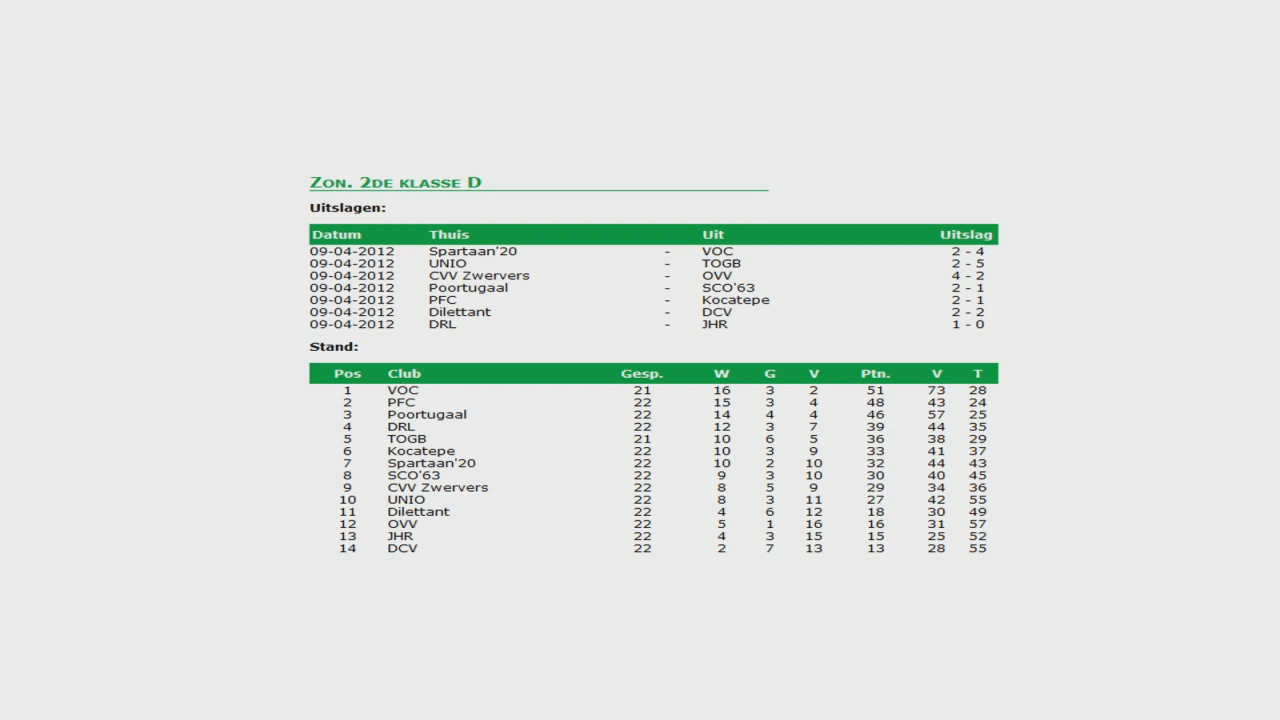 Zon. 2de klasse D
Uitslagen:
Datum Thuis Uit Uitslag
09-04-2012 Spartaan'20 - VOC 2 - 4
09-04-2012 UNIO - TOGB 2 - 5
09-04-2012 CVV Zwervers - OVV 4 - 2
09-04-2012 Poortugaal - SCO'63 2 - 1
09-04-2012 PFC - Kocatepe 2 - 1
09-04-2012 Dilettant - DCV 2 - 2
09-04-2012 DRL - JHR 1 - 0
Stand:
Pos Club Gesp. W G V Ptn. V T
1 VOC 21 16 3 2 51 73 28
2 PFC 22 15 3 4 48 43 24
3 Poortugaal 22 14 4 4 46 57 25
4 DRL 22 12 3 7 39 44 35
5 TOGB 21 10 6 5 36 38 29
6 Kocatepe 22 10 3 9 33 41 37
7 Spartaan'20 22 10 2 10 32 44 43
8 SCO'63 22 9 3 10 30 40 45
9 CVV Zwervers 22 8 5 9 29 34 36
10 UNIO 22 8 3 11 27 42 55
11 Dilettant 22 4 6 12 18 30 49
12 OVV 22 5 1 16 16 31 57
13 JHR 22 4 3 15 15 25 52
14 DCV 22 2 7 13 13 28 55